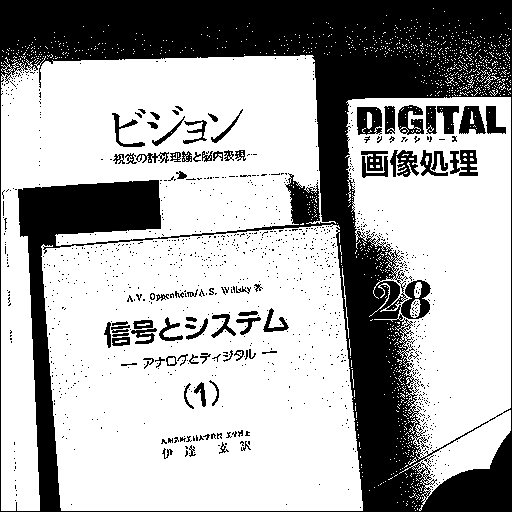 ビジョン
-視覚の計算理論と脳内表現-
DIGITAL
デジタルシリーズ
画像処理
28
A.V. Oppenheim/A.S. Willsky 著
信号とシステム
— アナログとディジタル —
(1)
伊達 玄訳